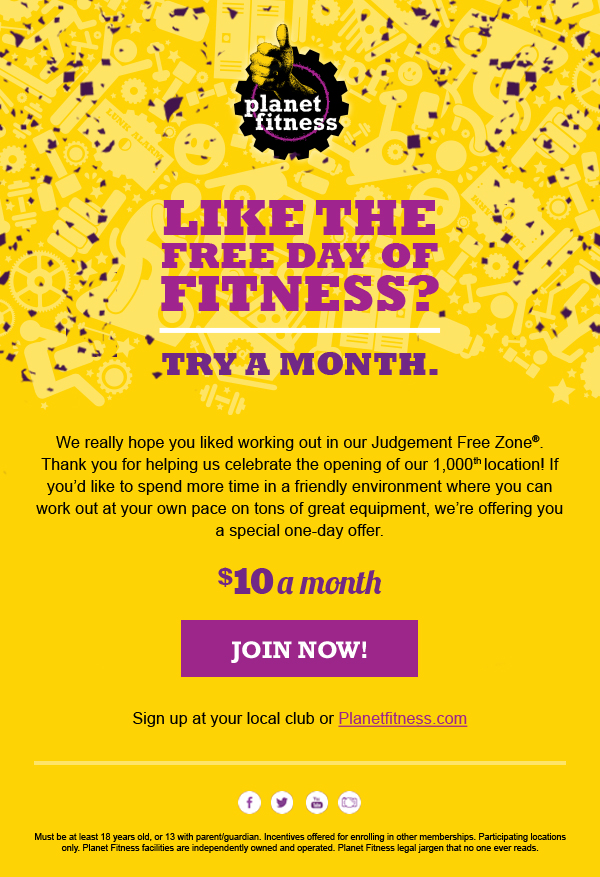 planet
fitness
LUNK ALARM
LIKE THE
FREE DAY OF
FITNESS?
TRY A MONTH.
We really hope you liked working out in our Judgement Free Zone®.
Thank you for helping us celebrate the opening of our 1,000th location! If
you’d like to spend more time in a friendly environment where you can
work out at your own pace on tons of great equipment, we’re offering you
a special one-day offer.
$10 a month
JOIN NOW!
Sign up at your local club or Planetfitness.com
Must be at least 18 years old, or 13 with parent/guardian. Incentives offered for enrolling in other memberships. Participating locations
only. Planet Fitness facilities are independently owned and operated. Planet Fitness legal jargen that no one ever reads.